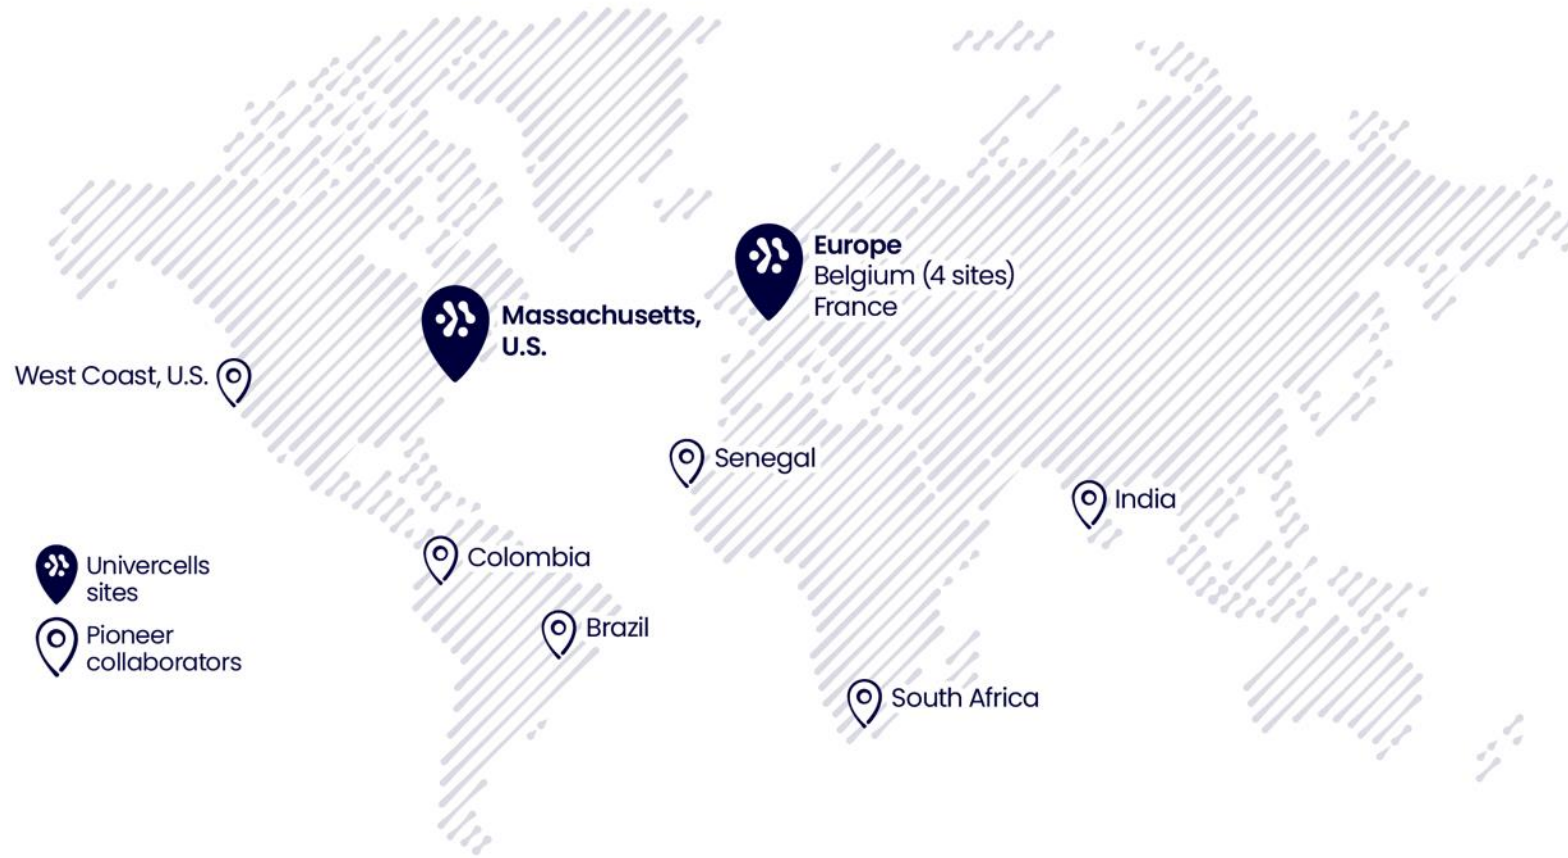 Europe
Belgium (4 sites)
France
Massachusetts,
U.S.
West Coast, U.S.
Senegal
India
Colombia
Univercells
sites
Brazil
Pioneer
collaborators
South Africa